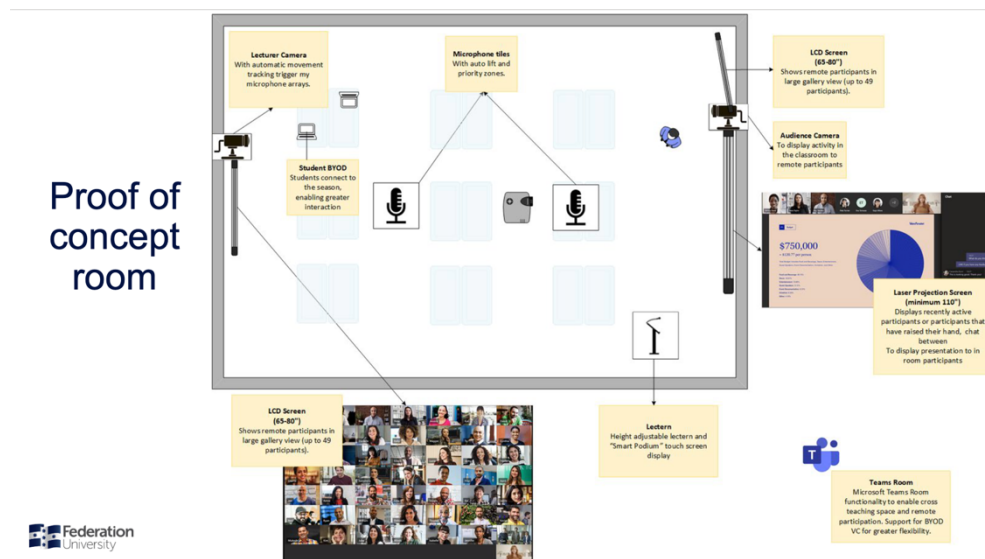 Proof of
concept
room
Lecturer Camera
With automatic movement
tracking trigger my
microphone arrays.
Microphone tiles
With auto lift and
priority zones.
LCD Screen
(65-80")
Shows remote participants in
large gallery view (up to 49
participants).
Audience Camera
To display activity in
the classroom to
remote participants
Student BYOD
Students connect to
the season,
enabling greater
interaction
$750,000
Laser Projection Screen
(minimum 110")
Displays recently active
participants or participants that
have raised their hand, chat
between
To display presentation to in
room participants
LCD Screen
(65-80")
Shows remote participants in
large gallery view (up to 49
participants).
Lectern
Height adjustable lectern and
"Smart Podium" touch screen
display
T
Teams Room
Microsoft Teams Room
functionality to enable cross
teaching space and remote
participation. Support for BYOD
VC for greater flexibility.
Federation
University